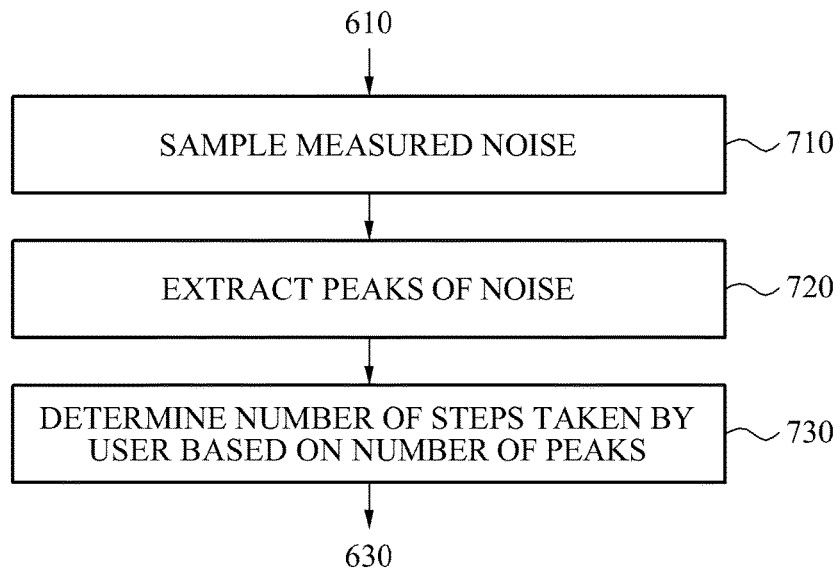 610
SAMPLE MEASURED NOISE
710
EXTRACT PEAKS OF NOISE
720
DETERMINE NUMBER OF STEPS TAKEN BY
USER BASED ON NUMBER OF PEAKS
730
630